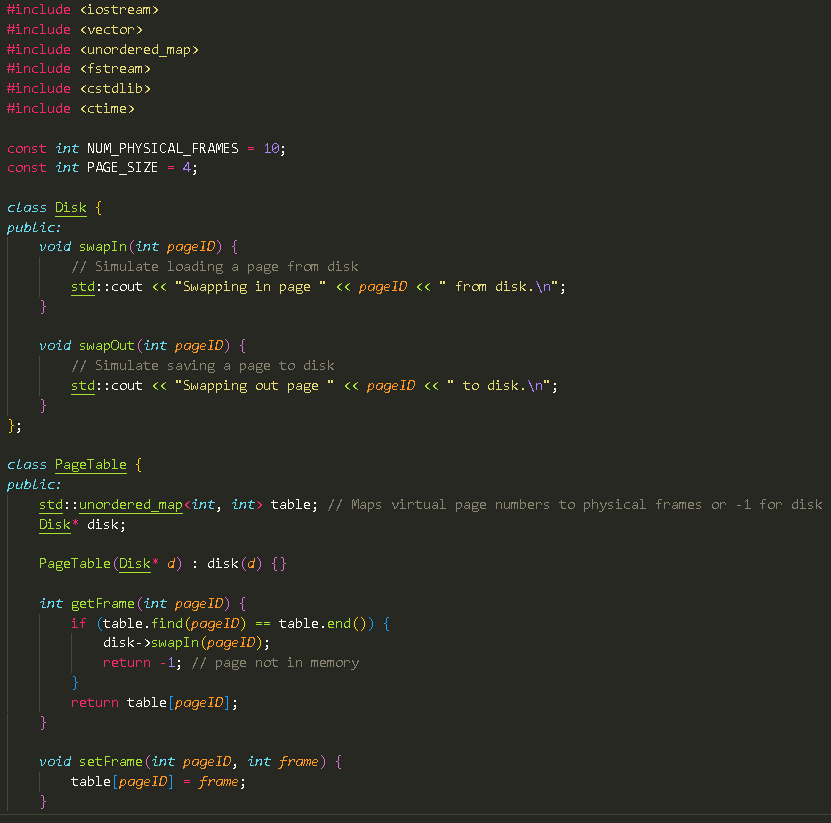 #include <iostream>
#include <vector>
#include <unordered_map>
#include <fstream>
#include <cstdlib>
#include <ctime>

const int NUM_PHYSICAL_FRAMES = 10;
const int PAGE_SIZE = 4;

class Disk {
public:
    void swapIn(int pageID) {
        // Simulate loading a page from disk
        std::cout << "Swapping in page " << pageID << " from disk.\n";
    }

    void swapOut(int pageID) {
        // Simulate saving a page to disk
        std::cout << "Swapping out page " << pageID << " to disk.\n";
    }
};

class PageTable {
public:
    std::unordered_map<int, int> table; // Maps virtual page numbers to physical frames or -1 for disk
    Disk* disk;

    PageTable(Disk* d) : disk(d) {}

    int getFrame(int pageID) {
        if (table.find(pageID) == table.end()) {
            disk->swapIn(pageID);
            return -1; // page not in memory
        }
        return table[pageID];
    }

    void setFrame(int pageID, int frame) {
        table[pageID] = frame;
    }